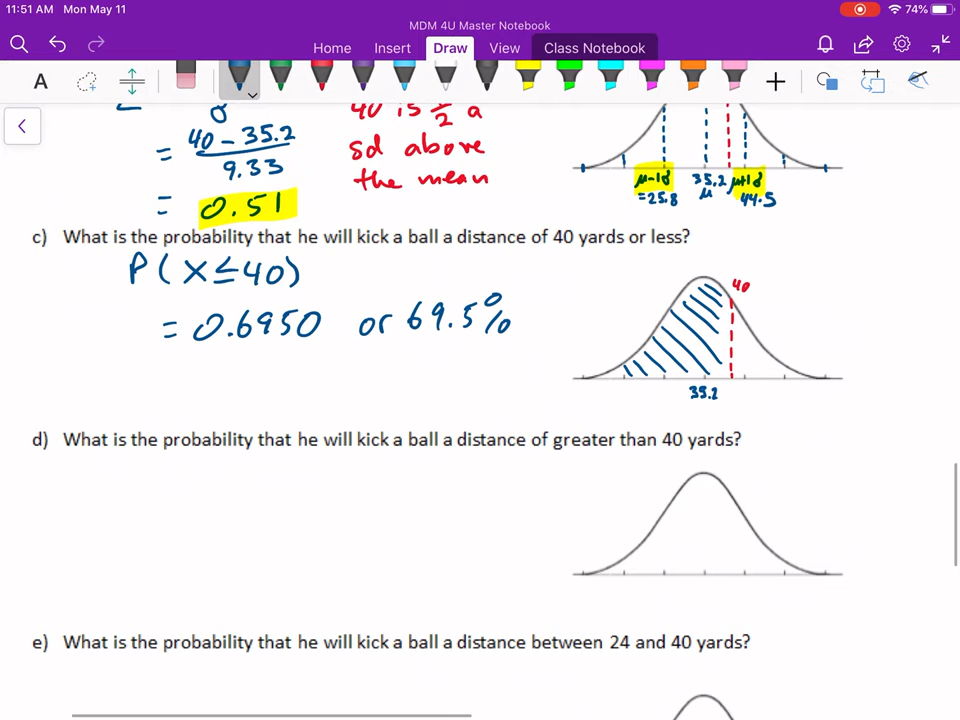 11:51 AM Mon May 11
74%
MDM 4U Master Notebook
Home Insert Draw View Class Notebook
A
40 is 1/2 a
sd above
the mean
= 40 - 35.2
9.33
= 0.51
μ-1σ 35.2 μ+1σ
=25.8 μ 44.5
c) What is the probability that he will kick a ball a distance of 40 yards or less?
P(X≤40)
= 0.6950 or 69.5%
40
35.2
d) What is the probability that he will kick a ball a distance of greater than 40 yards?
e) What is the probability that he will kick a ball a distance between 24 and 40 yards?